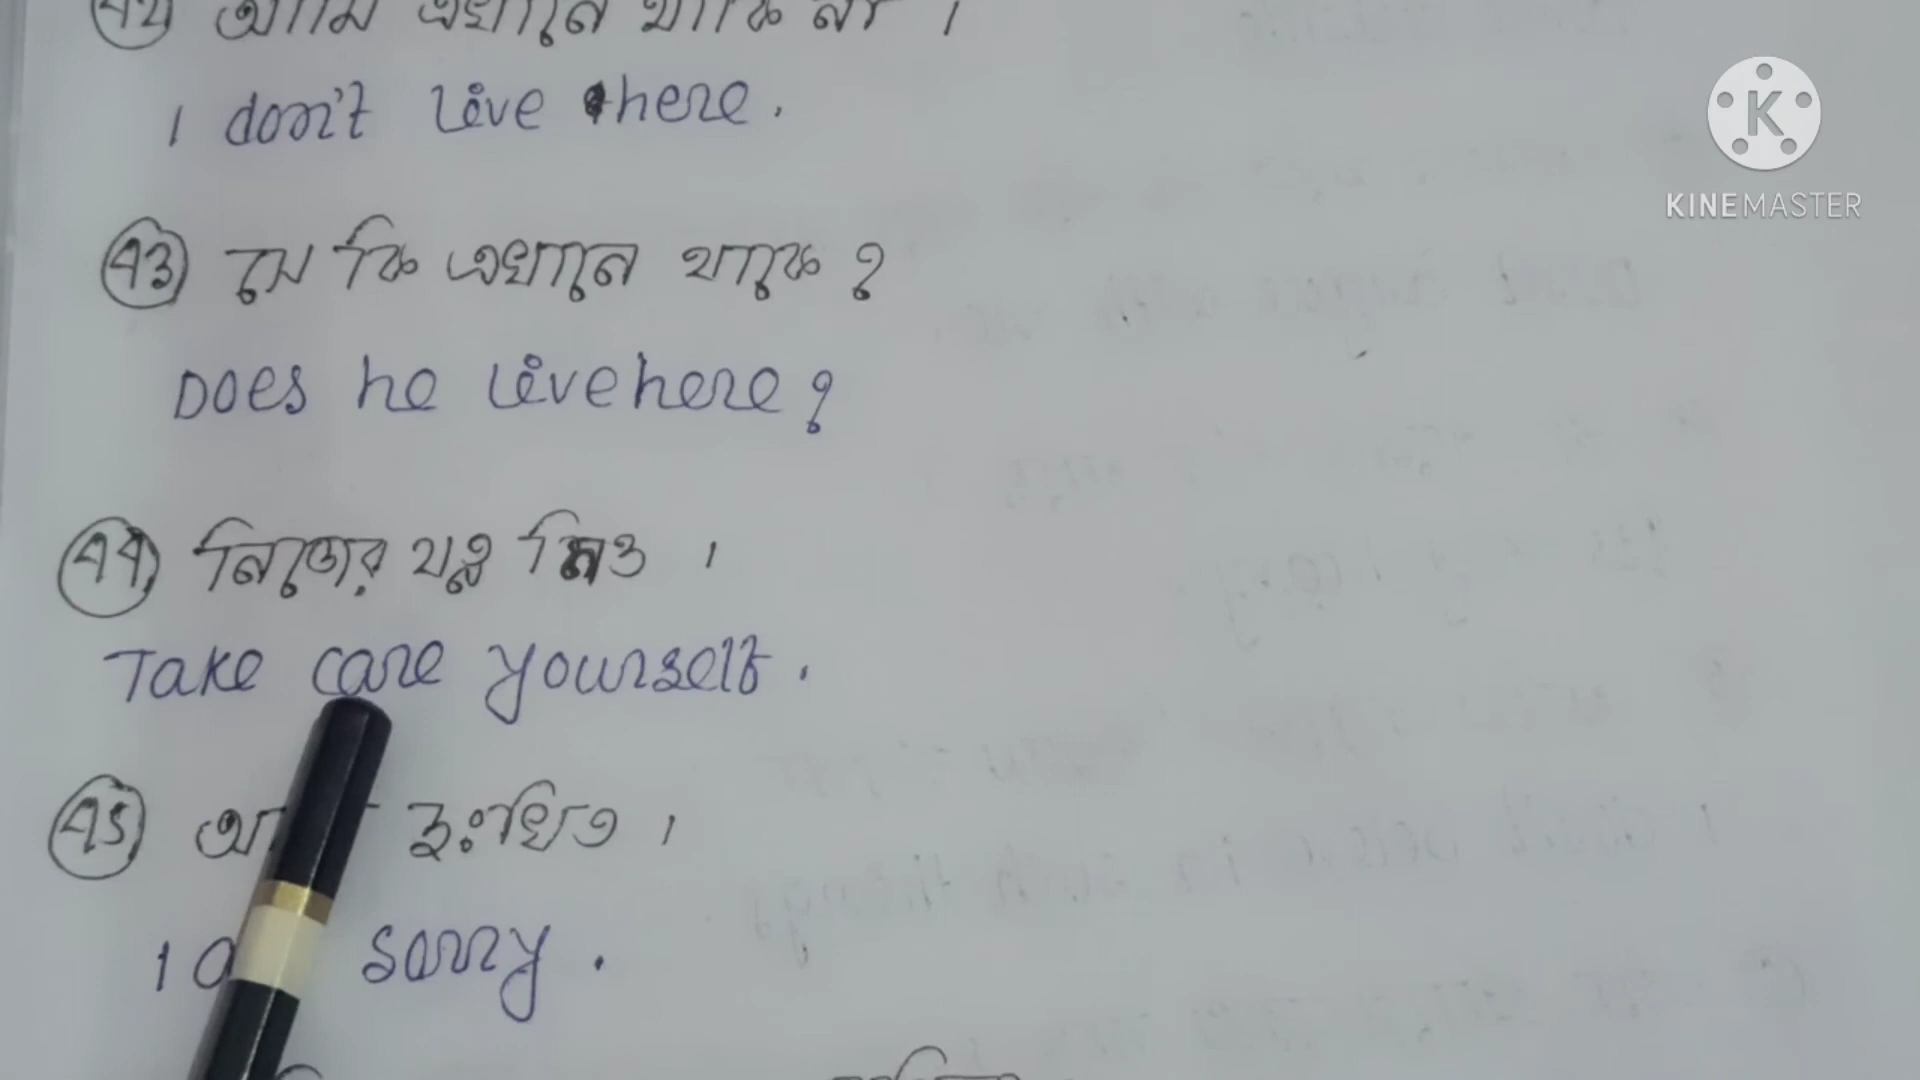 আমি এখানে থাকি না ।
I don't live here.
43 সে কি এখানে থাকে ?
Does he live here ?
44 নিজের যত্ন নিও ।
Take care yourself.
45 দুঃখিত ।
I sorry .
KINEMASTER